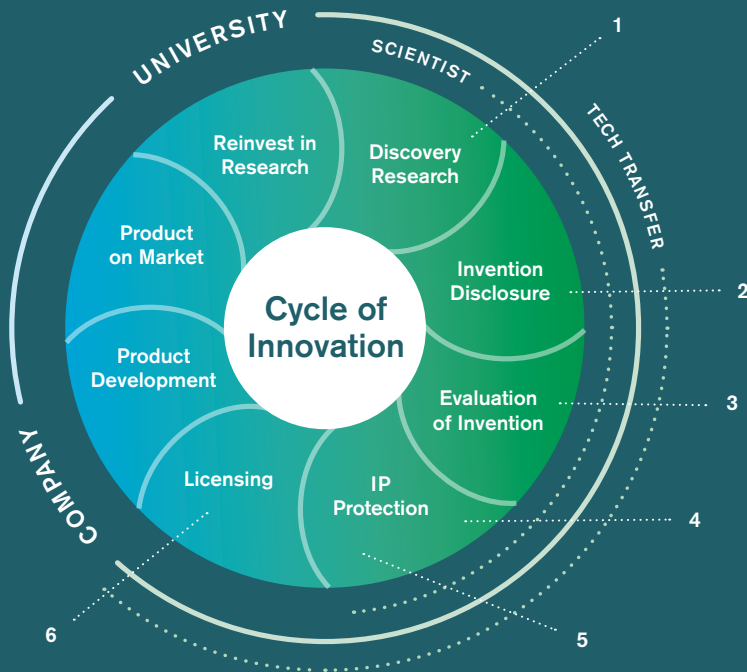 UNIVERSITY
SCIENTIST
TECH TRANSFER
COMPANY
Cycle of
Innovation
Discovery
Research
Invention
Disclosure
Evaluation
of Invention
IP
Protection
Licensing
Product
Development
Product
on Market
Reinvest in
Research
1
2
3
4
5
6